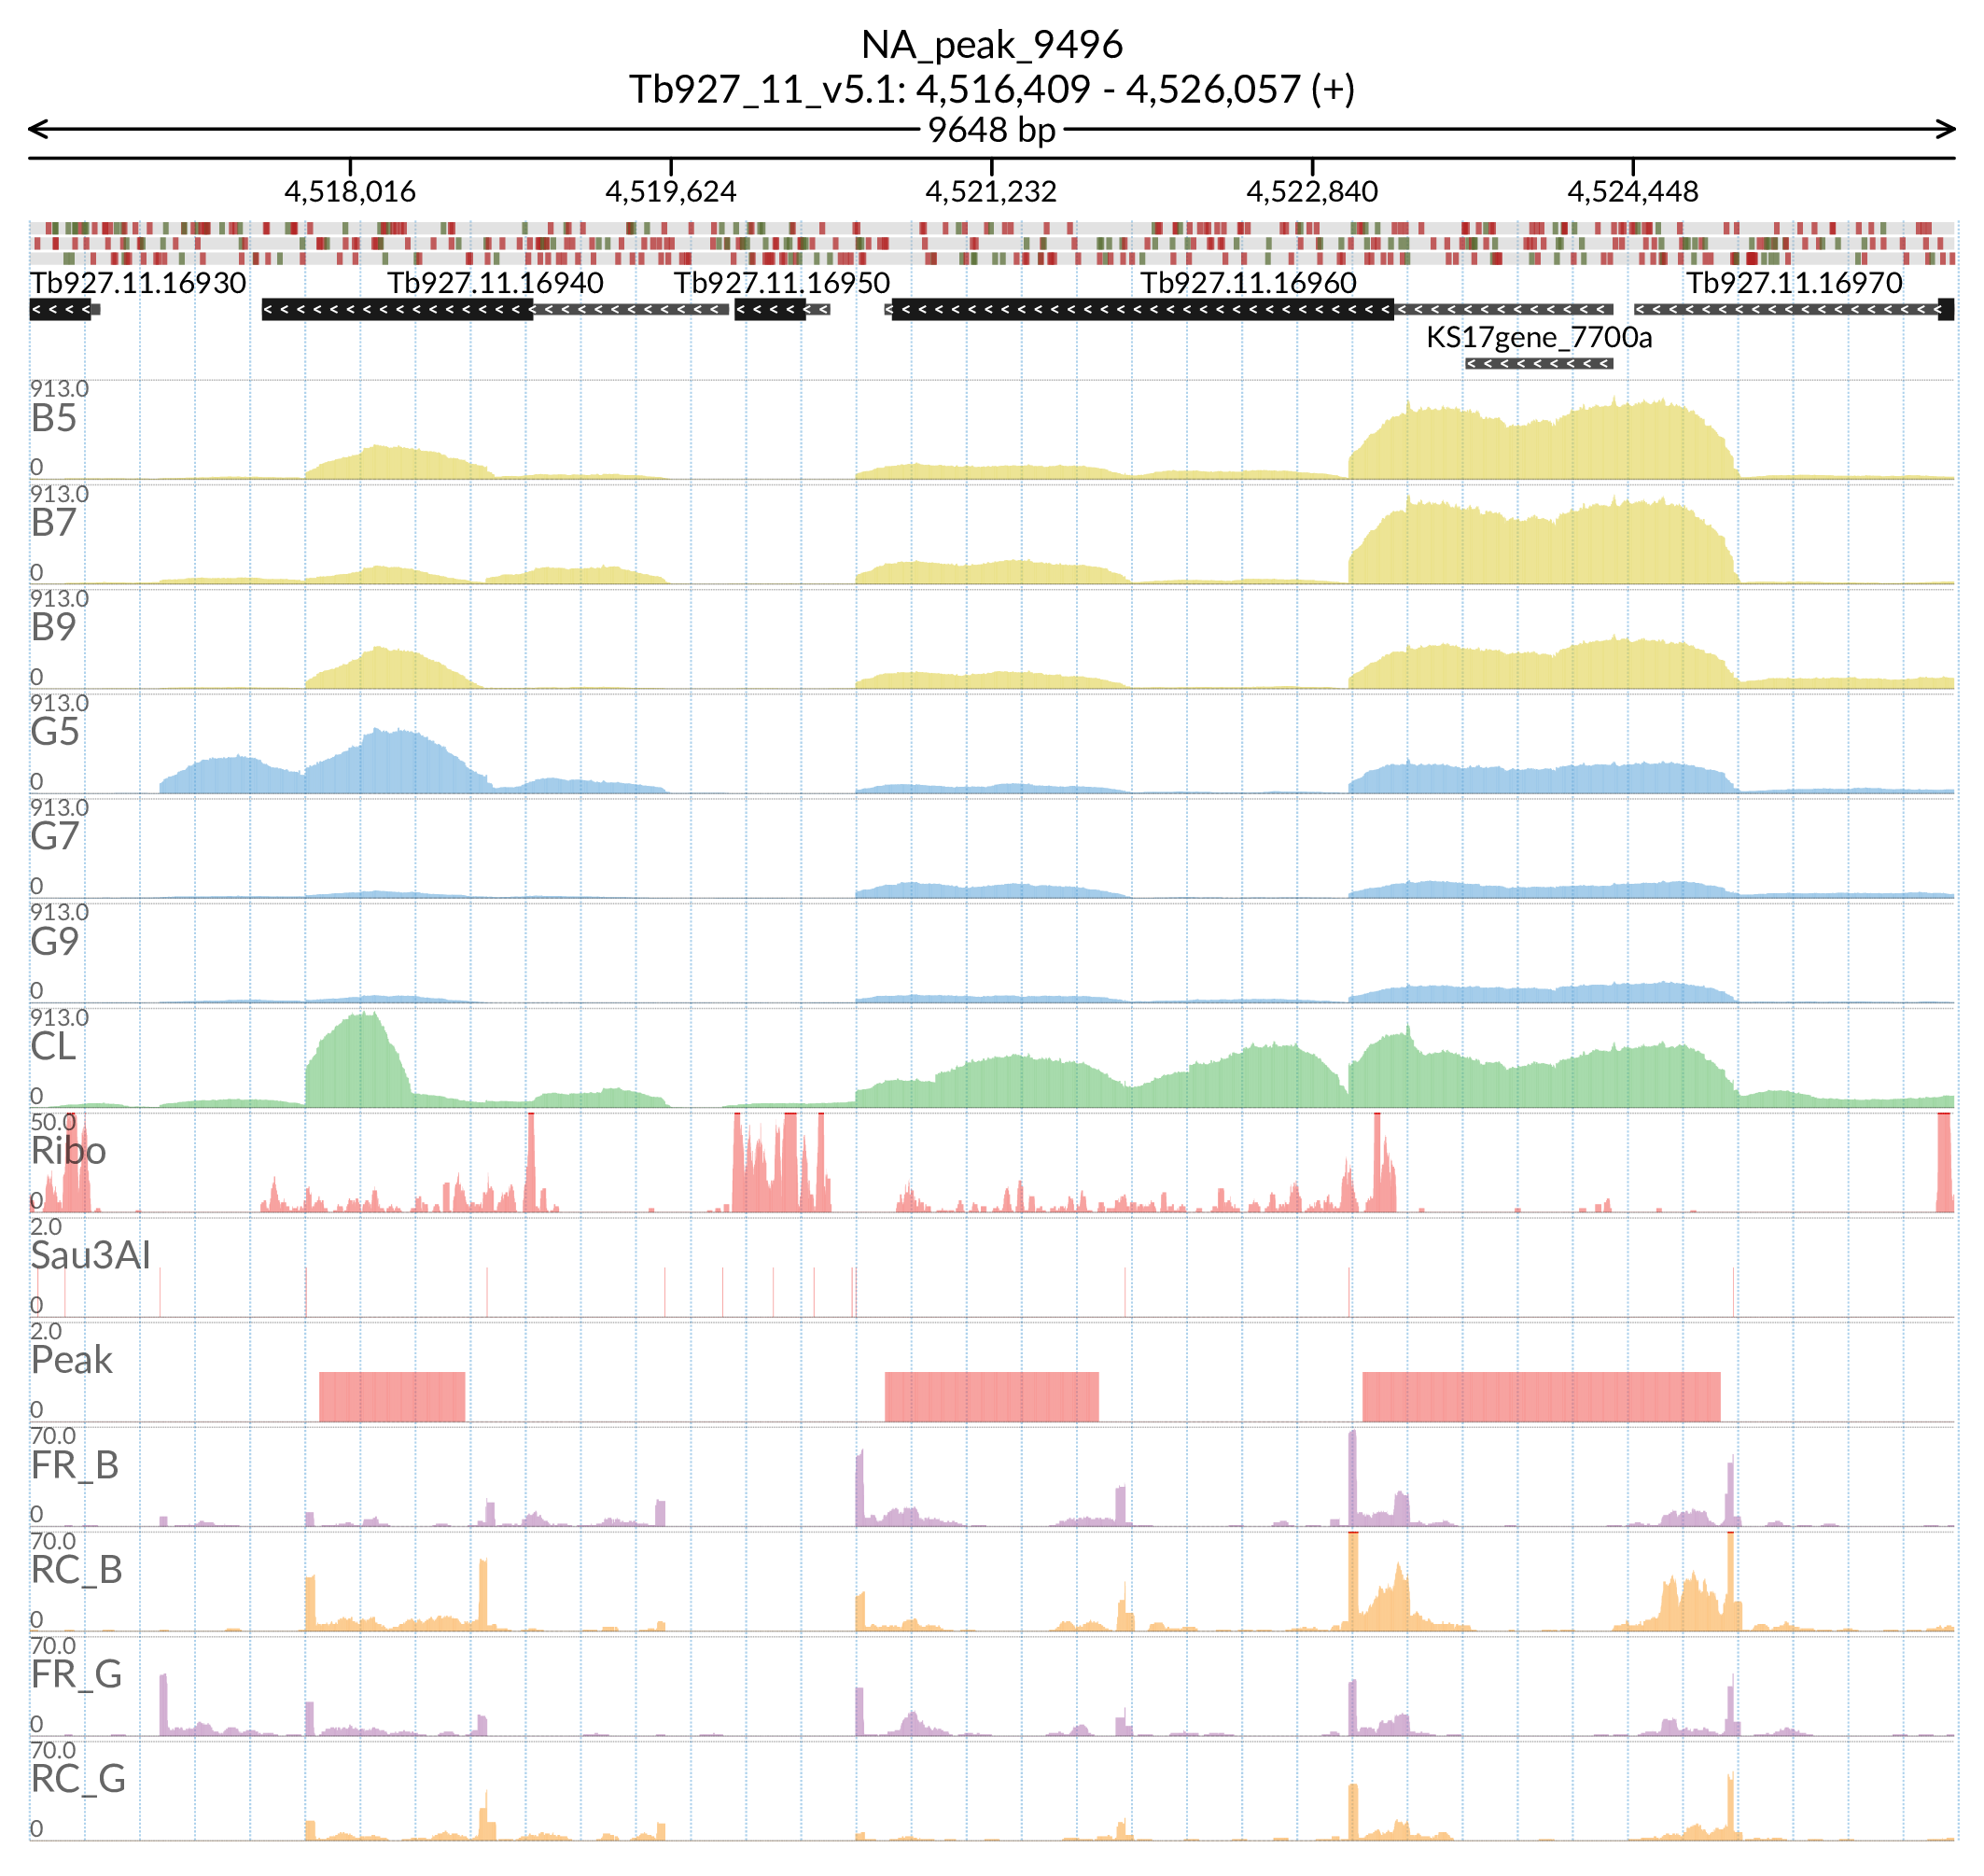 NA_peak_9496
Tb927_11_v5.1: 4,516,409 - 4,526,057 (+)
9648 bp
4,518,016 4,519,624 4,521,232 4,522,840 4,524,448
Tb927.11.16930 Tb927.11.16940 Tb927.11.16950 Tb927.11.16960 Tb927.11.16970
KS17gene_7700a
913.0
B5
0
913.0
B7
0
913.0
B9
0
913.0
G5
0
913.0
G7
0
913.0
G9
0
913.0
CL
0
50.0
Ribo
0
2.0
Sau3AI
0
2.0
Peak
0
70.0
FR_B
0
70.0
RC_B
0
70.0
FR_G
0
70.0
RC_G
0